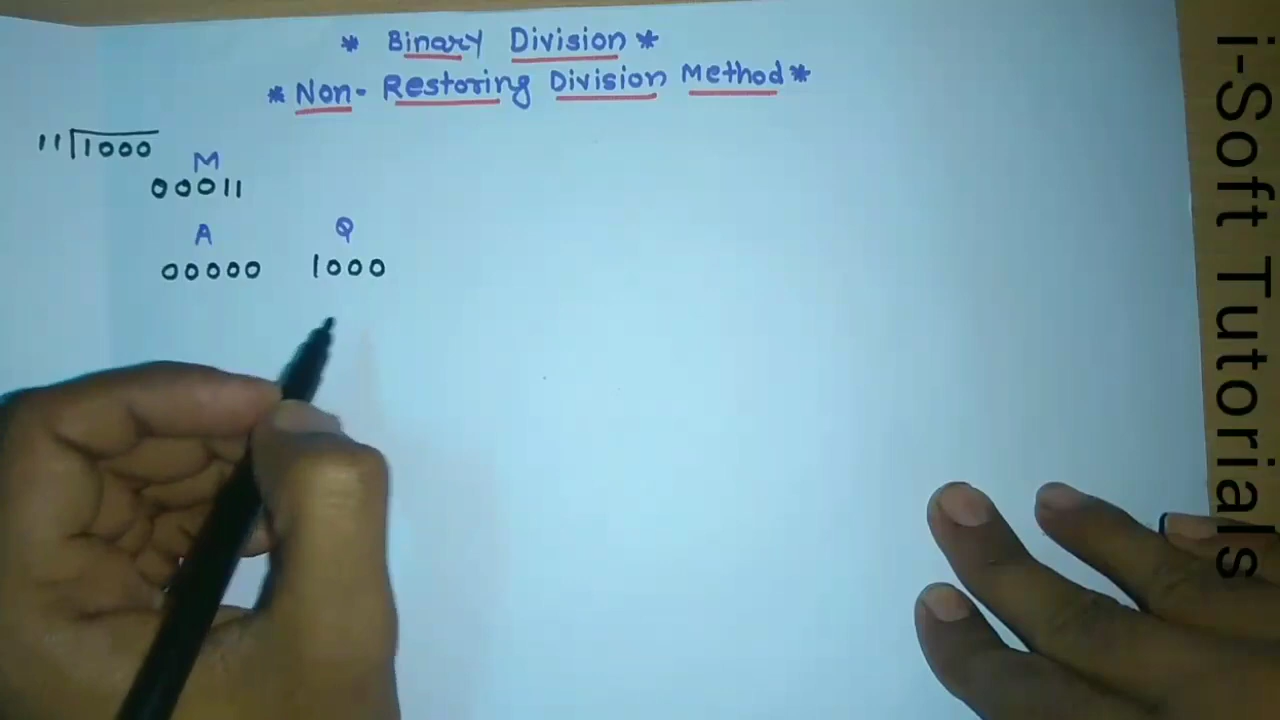 * Binary Division *
* Non- Restoring Division Method *
11 1000
M
00011
A Q
00000 1000
i-Soft Tutorials